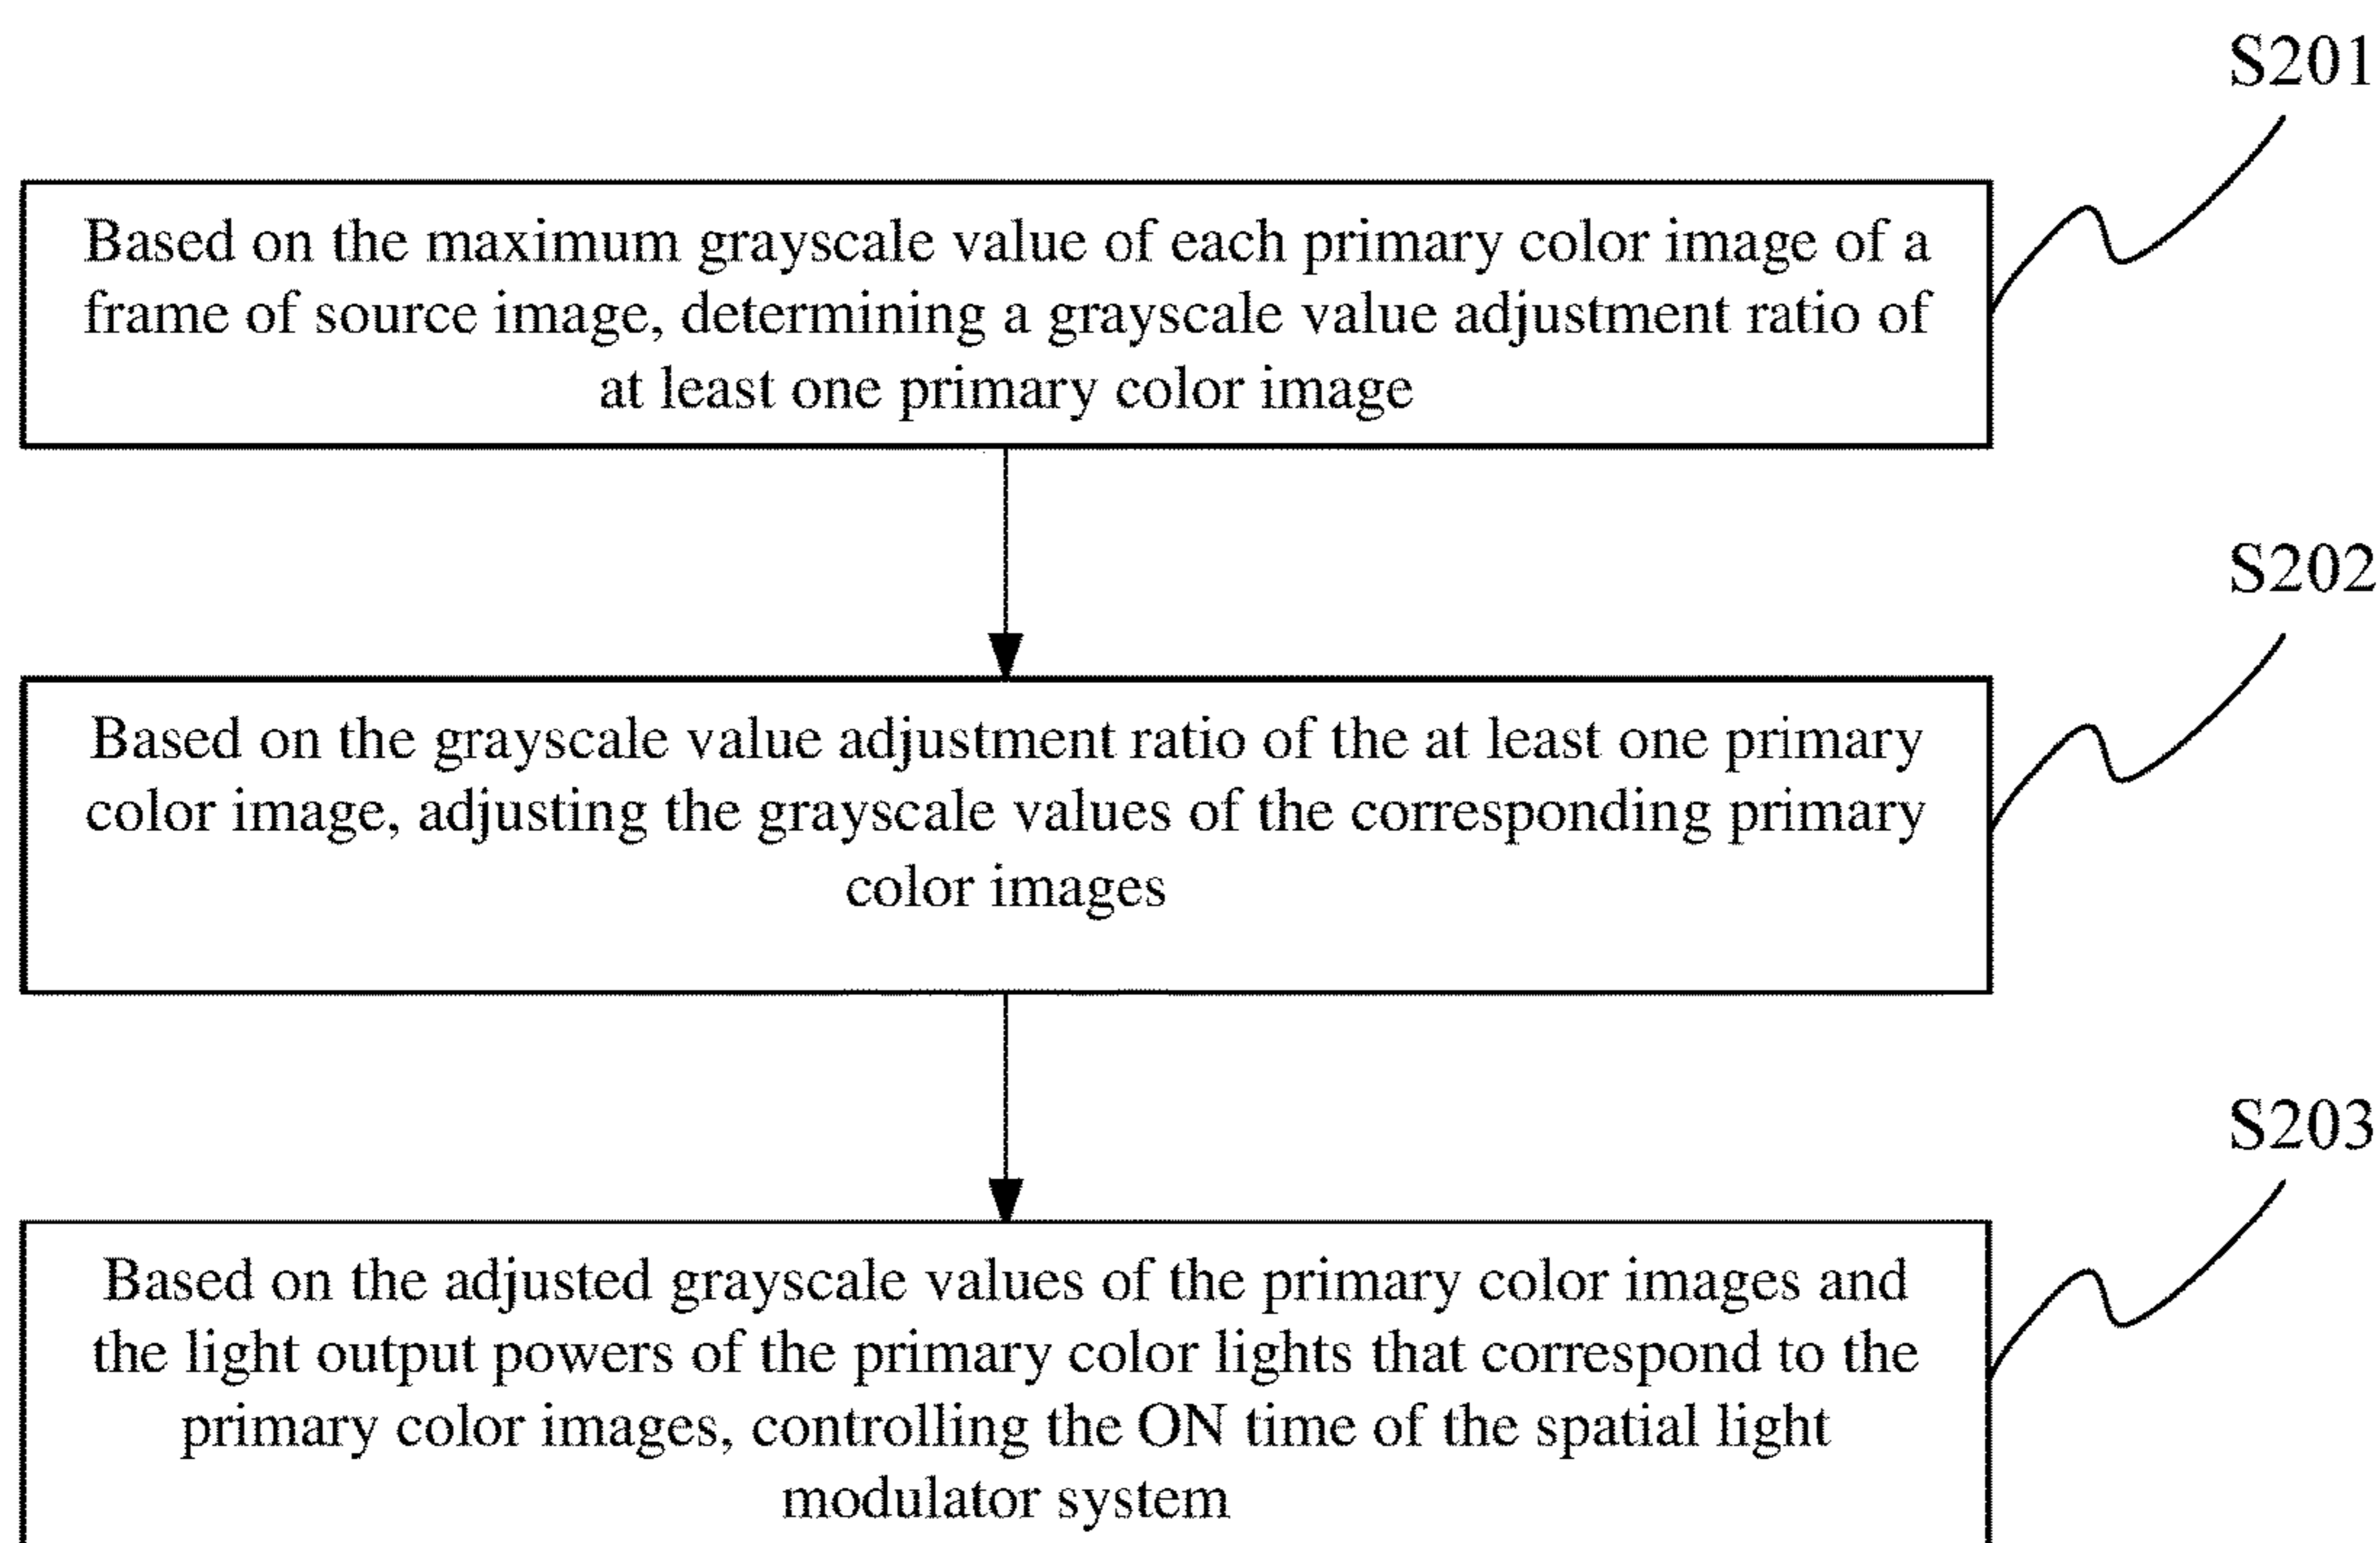 S201
Based on the maximum grayscale value of each primary color image of a
frame of source image, determining a grayscale value adjustment ratio of
at least one primary color image
S202
Based on the grayscale value adjustment ratio of the at least one primary
color image, adjusting the grayscale values of the corresponding primary
color images
S203
Based on the adjusted grayscale values of the primary color images and
the light output powers of the primary color lights that correspond to the
primary color images, controlling the ON time of the spatial light
modulator system